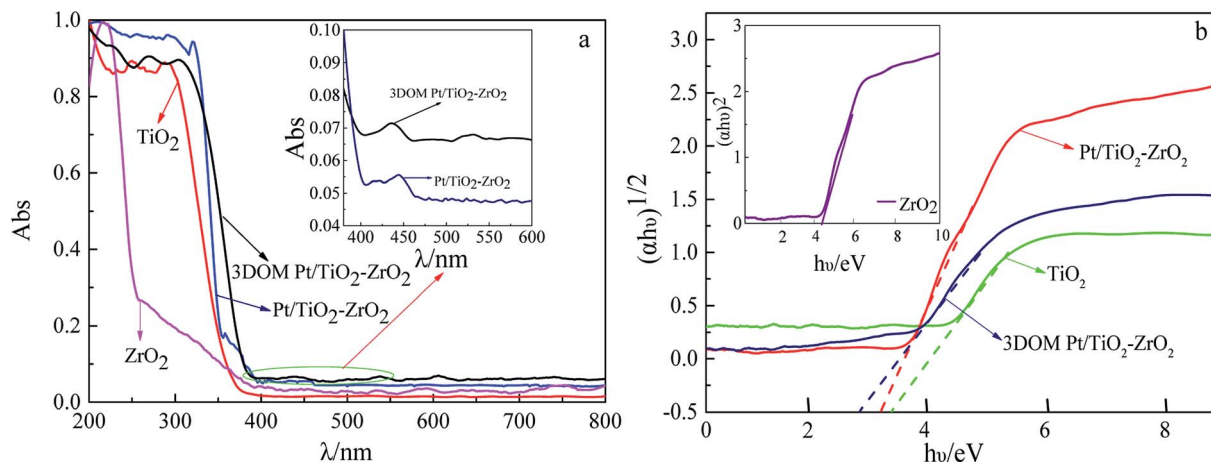 a
1.0
0.8
0.6
0.4
0.2
0.0
Abs
200 300 400 500 600 700 800
λ/nm
TiO2
ZrO2
3DOM Pt/TiO2-ZrO2
Pt/TiO2-ZrO2
0.10
0.09
0.08
0.07
0.06
0.05
0.04
Abs
400 450 500 550 600
λ/nm
3DOM Pt/TiO2-ZrO2
Pt/TiO2-ZrO2
b
3.0
2.5
2.0
1.5
1.0
0.5
0.0
-0.5
(αhυ)1/2
0 2 4 6 8
hυ/eV
Pt/TiO2-ZrO2
TiO2
3DOM Pt/TiO2-ZrO2
3
2
1
0
(αhυ)2
2 4 6 8 10
hυ/eV
ZrO2